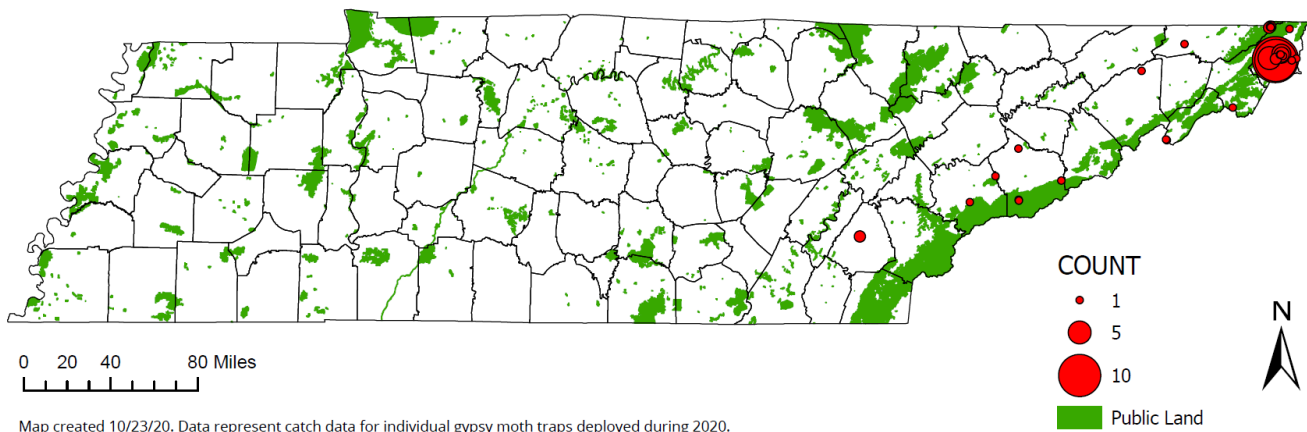 COUNT
1
5
10
Public Land
N
0 20 40 80 Miles
Map created 10/23/20. Data represent catch data for individual gypsy moth traps deployed during 2020.